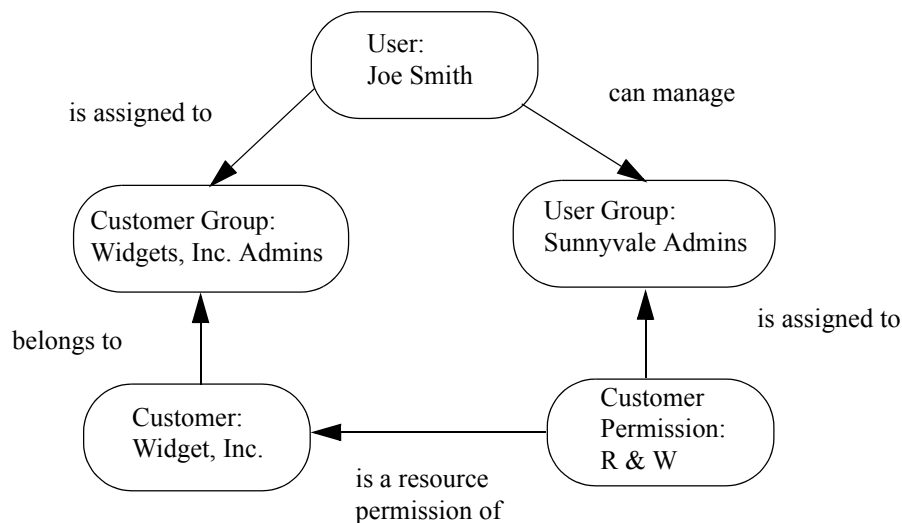 User:
Joe Smith
is assigned to
can manage
Customer Group:
Widgets, Inc. Admins
User Group:
Sunnyvale Admins
belongs to
is assigned to
Customer:
Widget, Inc.
Customer
Permission:
R & W
is a resource
permission of